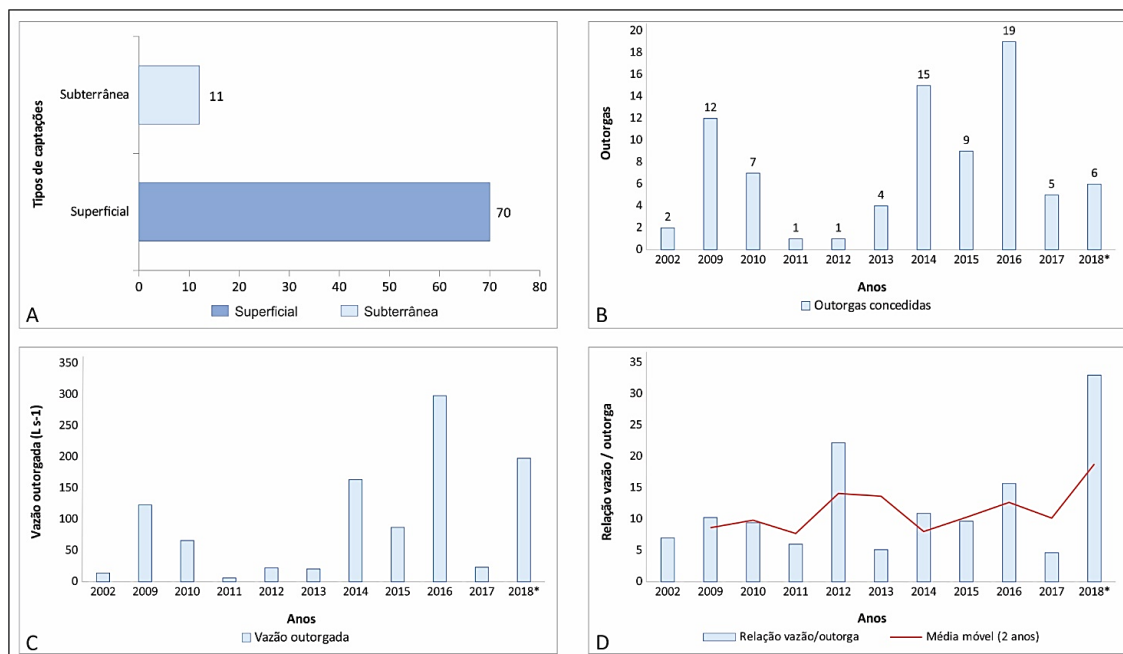 Tipos de captações
Subterrânea
11
Superficial
70
0 10 20 30 40 50 60 70 80
Superficial Subterrânea
A
Outorgas
20
18
16
14
12
10
8
6
4
2
0
2 12 7 1 1 4 15 9 19 5 6
2002 2009 2010 2011 2012 2013 2014 2015 2016 2017 2018*
Anos
Outorgas concedidas
B
Vazão outorgada (L s-1)
350
300
250
200
150
100
50
0
2002 2009 2010 2011 2012 2013 2014 2015 2016 2017 2018*
Anos
Vazão outorgada
C
Relação vazão / outorga
35
30
25
20
15
10
5
0
2002 2009 2010 2011 2012 2013 2014 2015 2016 2017 2018*
Anos
Relação vazão/outorga Média móvel (2 anos)
D